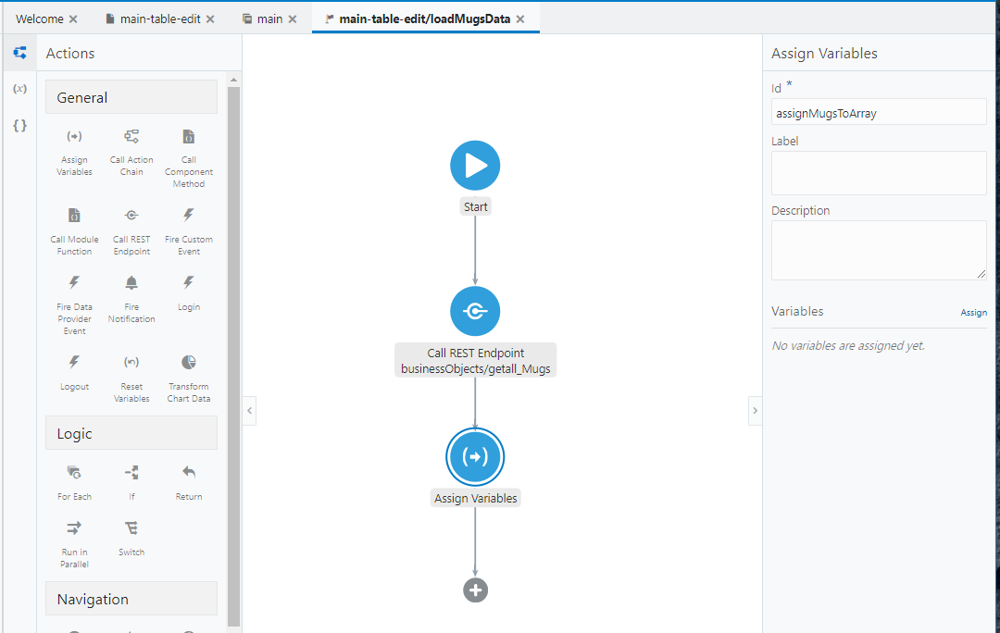 Welcome
main-table-edit
main
main-table-edit/loadMugsData
Actions
(x)
{ }
General
Assign
Variables
Call Action
Chain
Call
Component
Method
Call Module
Function
Call REST
Endpoint
Fire Custom
Event
Fire Data
Provider
Event
Fire
Notification
Login
Logout
Reset
Variables
Transform
Chart Data
Logic
For Each
If
Return
Run in
Parallel
Switch
Navigation
Start
Call REST Endpoint
businessObjects/getall_Mugs
Assign Variables
Assign Variables
Id *
assignMugsToArray
Label
Description
Variables
Assign
No variables are assigned yet.